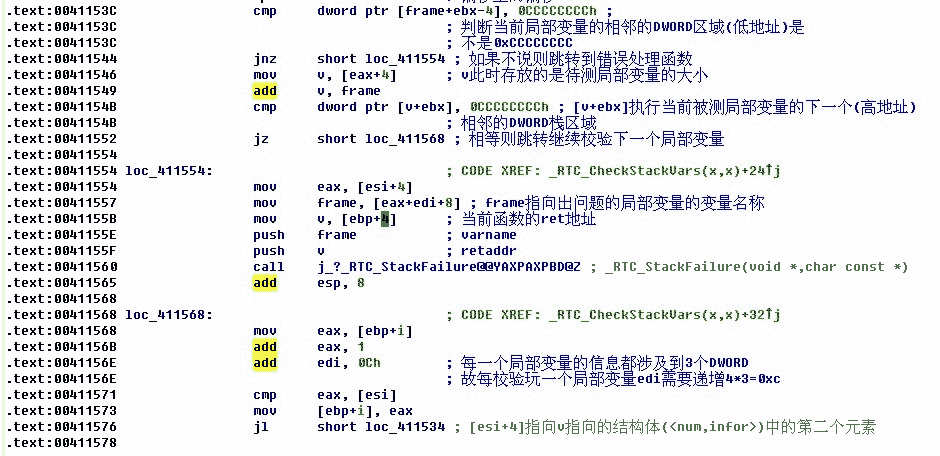 .text:0041153C cmp dword ptr [frame+ebx-4], 0CCCCCCCCh ;
.text:0041153C ; 判断当前局部变量的相邻的DWORD区域(低地址)是
.text:0041153C ; 不是0xCCCCCCCC
.text:00411544 jnz short loc_411554 ; 如果不说则跳转到错误处理函数
.text:00411546 mov v, [eax+4] ; v此时存放的是待测局部变量的大小
.text:00411549 add v, frame
.text:0041154B cmp dword ptr [v+ebx], 0CCCCCCCCh ; [v+ebx]执行当前被测局部变量的下一个(高地址)
.text:0041154B ; 相邻的DWORD栈区域
.text:00411552 jz short loc_411568 ; 相等则跳转继续校验下一个局部变量
.text:00411554
.text:00411554 loc_411554: ; CODE XREF: _RTC_CheckStackVars(x,x)+24↑j
.text:00411554 mov eax, [esi+4]
.text:00411557 mov frame, [eax+edi+8] ; frame指向出问题的局部变量的变量名称
.text:0041155B mov v, [ebp+4] ; 当前函数的ret地址
.text:0041155E push frame ; varname
.text:0041155F push v ; retaddr
.text:00411560 call j_?_RTC_StackFailure@@YAXPAXPBD@Z ; _RTC_StackFailure(void *,char const *)
.text:00411565 add esp, 8
.text:00411568
.text:00411568 loc_411568: ; CODE XREF: _RTC_CheckStackVars(x,x)+32↑j
.text:00411568 mov eax, [ebp+i]
.text:0041156B add eax, 1
.text:0041156E add edi, 0Ch ; 每一个局部变量的信息都涉及到3个DWORD
.text:0041156E ; 故每校验玩一个局部变量edi需要递增4*3=0xc
.text:00411571 cmp eax, [esi]
.text:00411573 mov [ebp+i], eax
.text:00411576 jl short loc_411534 ; [esi+4]指向v指向的结构体(<num,infor>)中的第二个元素
.text:00411578